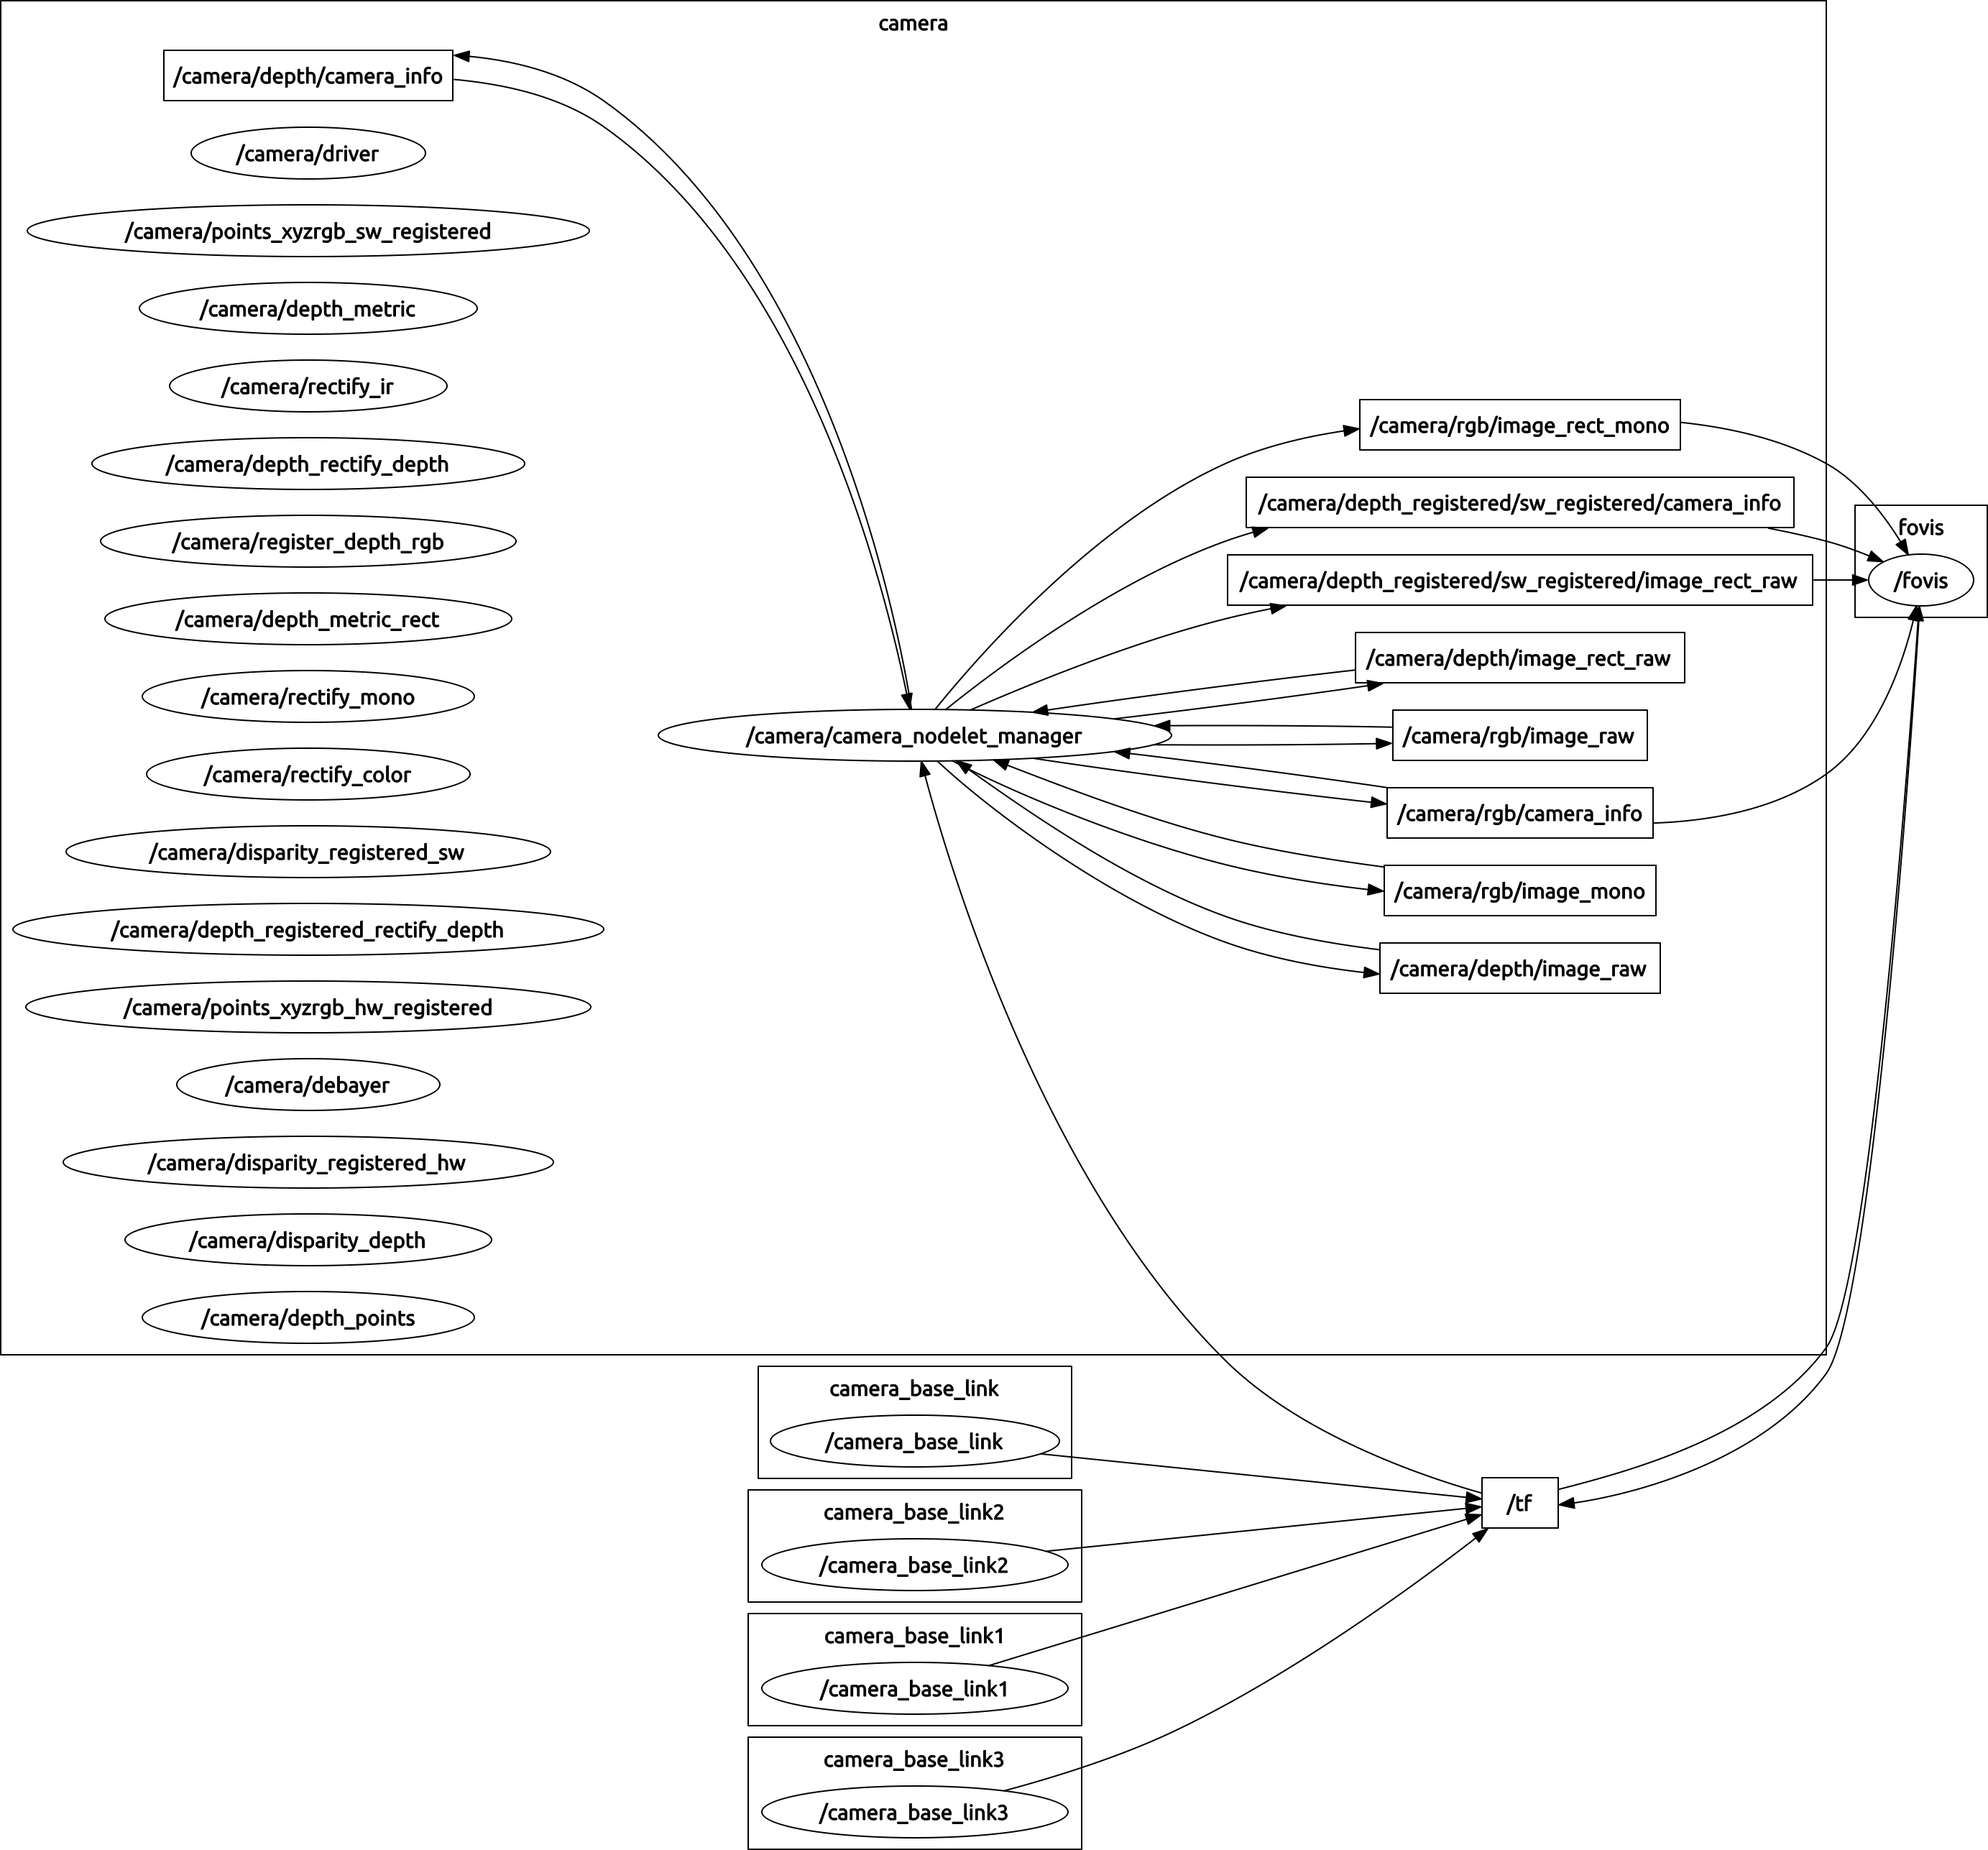 camera
/camera/depth/camera_info
/camera/driver
/camera/points_xyzrgb_sw_registered
/camera/depth_metric
/camera/rectify_ir
/camera/depth_rectify_depth
/camera/register_depth_rgb
/camera/depth_metric_rect
/camera/rectify_mono
/camera/rectify_color
/camera/disparity_registered_sw
/camera/depth_registered_rectify_depth
/camera/points_xyzrgb_hw_registered
/camera/debayer
/camera/disparity_registered_hw
/camera/disparity_depth
/camera/depth_points
/camera/camera_nodelet_manager
/camera/rgb/image_rect_mono
/camera/depth_registered/sw_registered/camera_info
/camera/depth_registered/sw_registered/image_rect_raw
/camera/depth/image_rect_raw
/camera/rgb/image_raw
/camera/rgb/camera_info
/camera/rgb/image_mono
/camera/depth/image_raw
fovis
/fovis
camera_base_link
/camera_base_link
camera_base_link2
/camera_base_link2
camera_base_link1
/camera_base_link1
camera_base_link3
/camera_base_link3
/tf